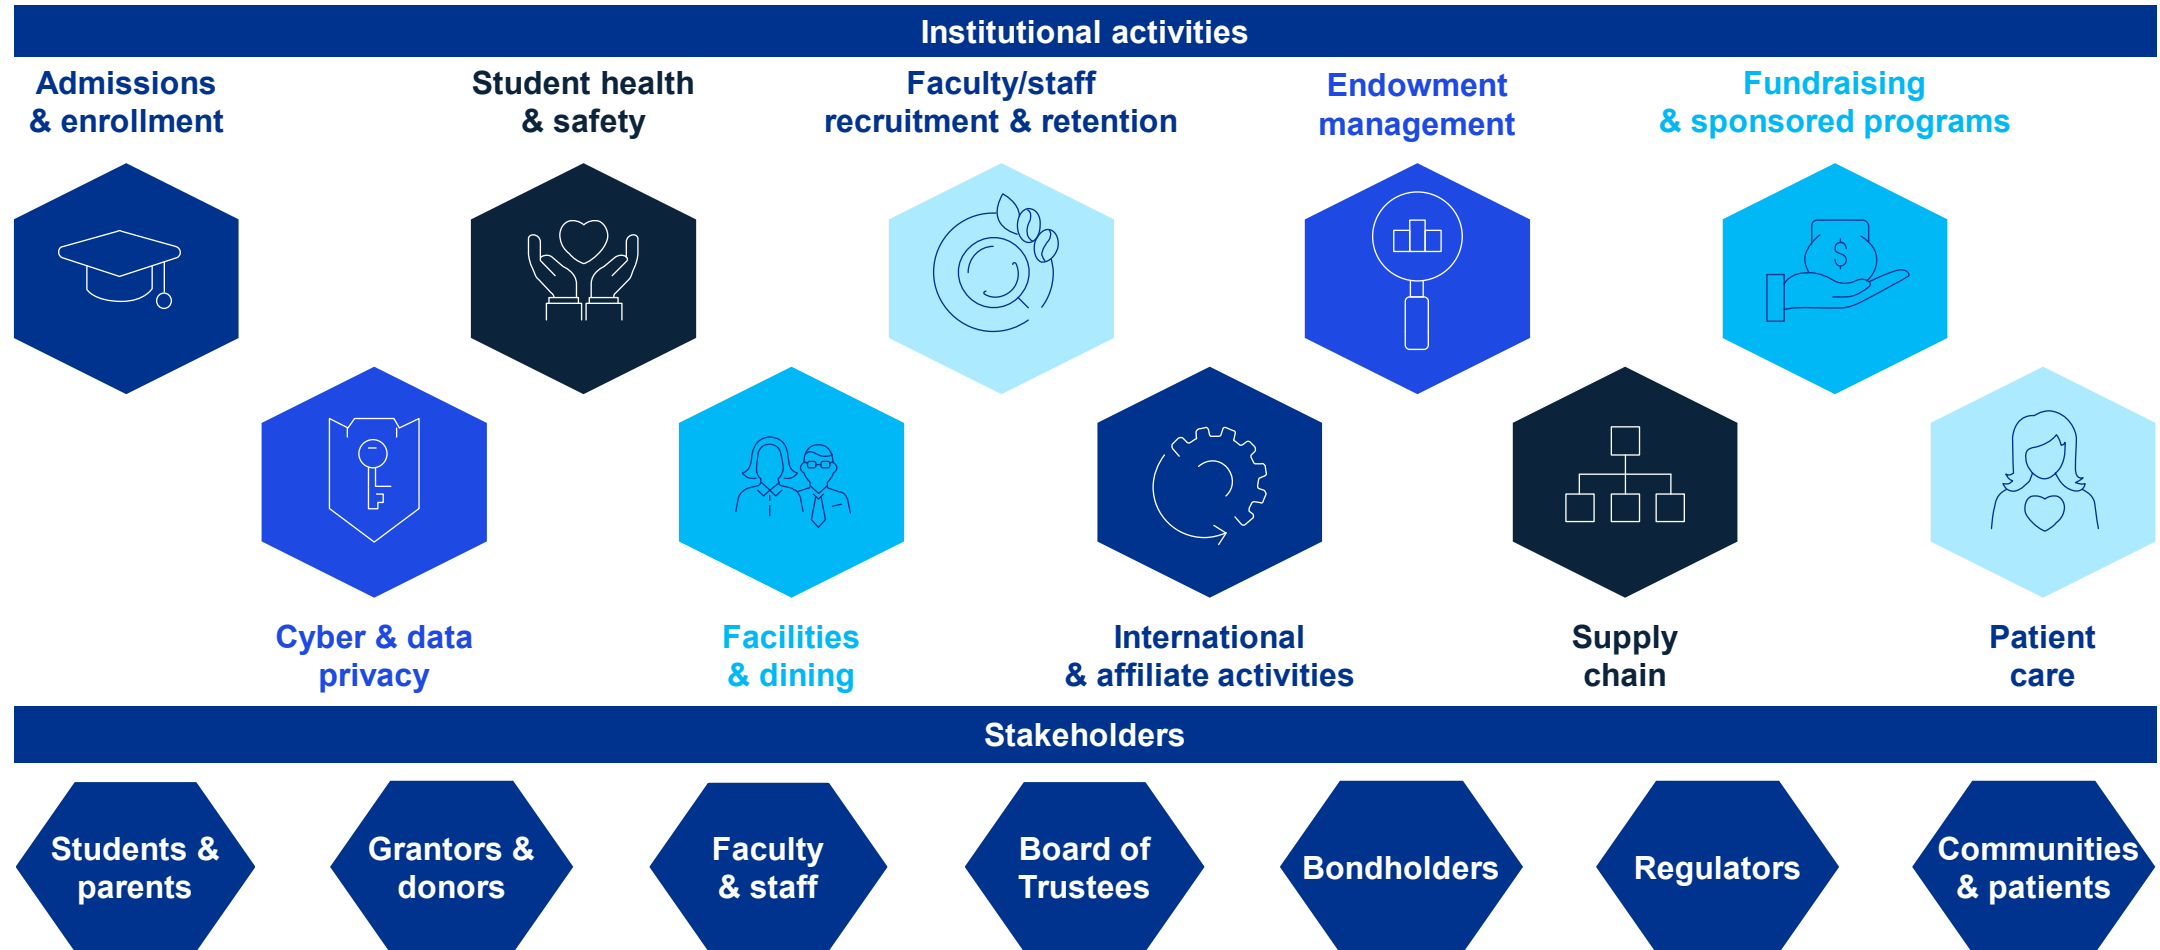 Institutional activities
Admissions
& enrollment
Student health
& safety
Faculty/staff
recruitment & retention
Endowment
management
Fundraising
& sponsored programs
$
Cyber & data
privacy
Facilities
& dining
International
& affiliate activities
Supply
chain
Patient
care
Stakeholders
Students &
parents
Grantors &
donors
Faculty
& staff
Board of
Trustees
Bondholders
Regulators
Communities
& patients